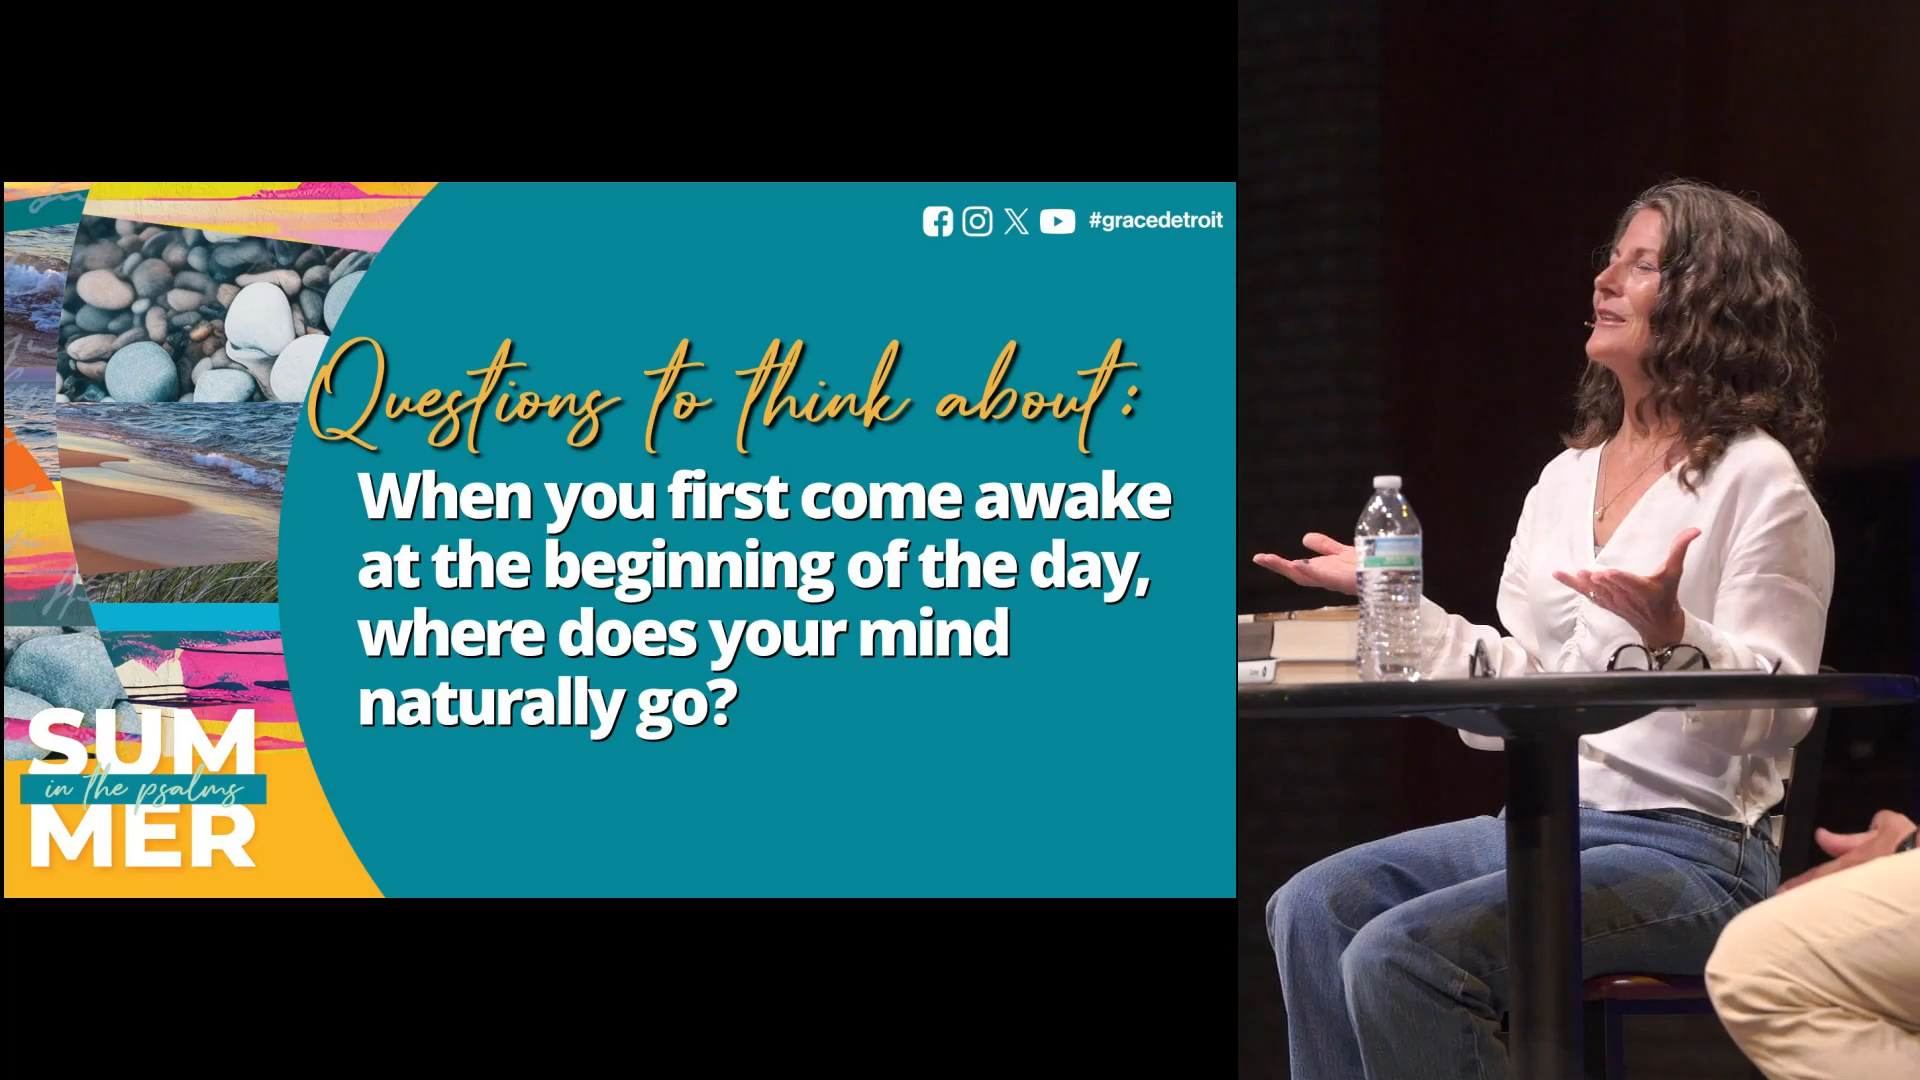 #gracedetroit
Questions to think about:
When you first come awake
at the beginning of the day,
where does your mind
naturally go?
SUM
in the psalms
MER